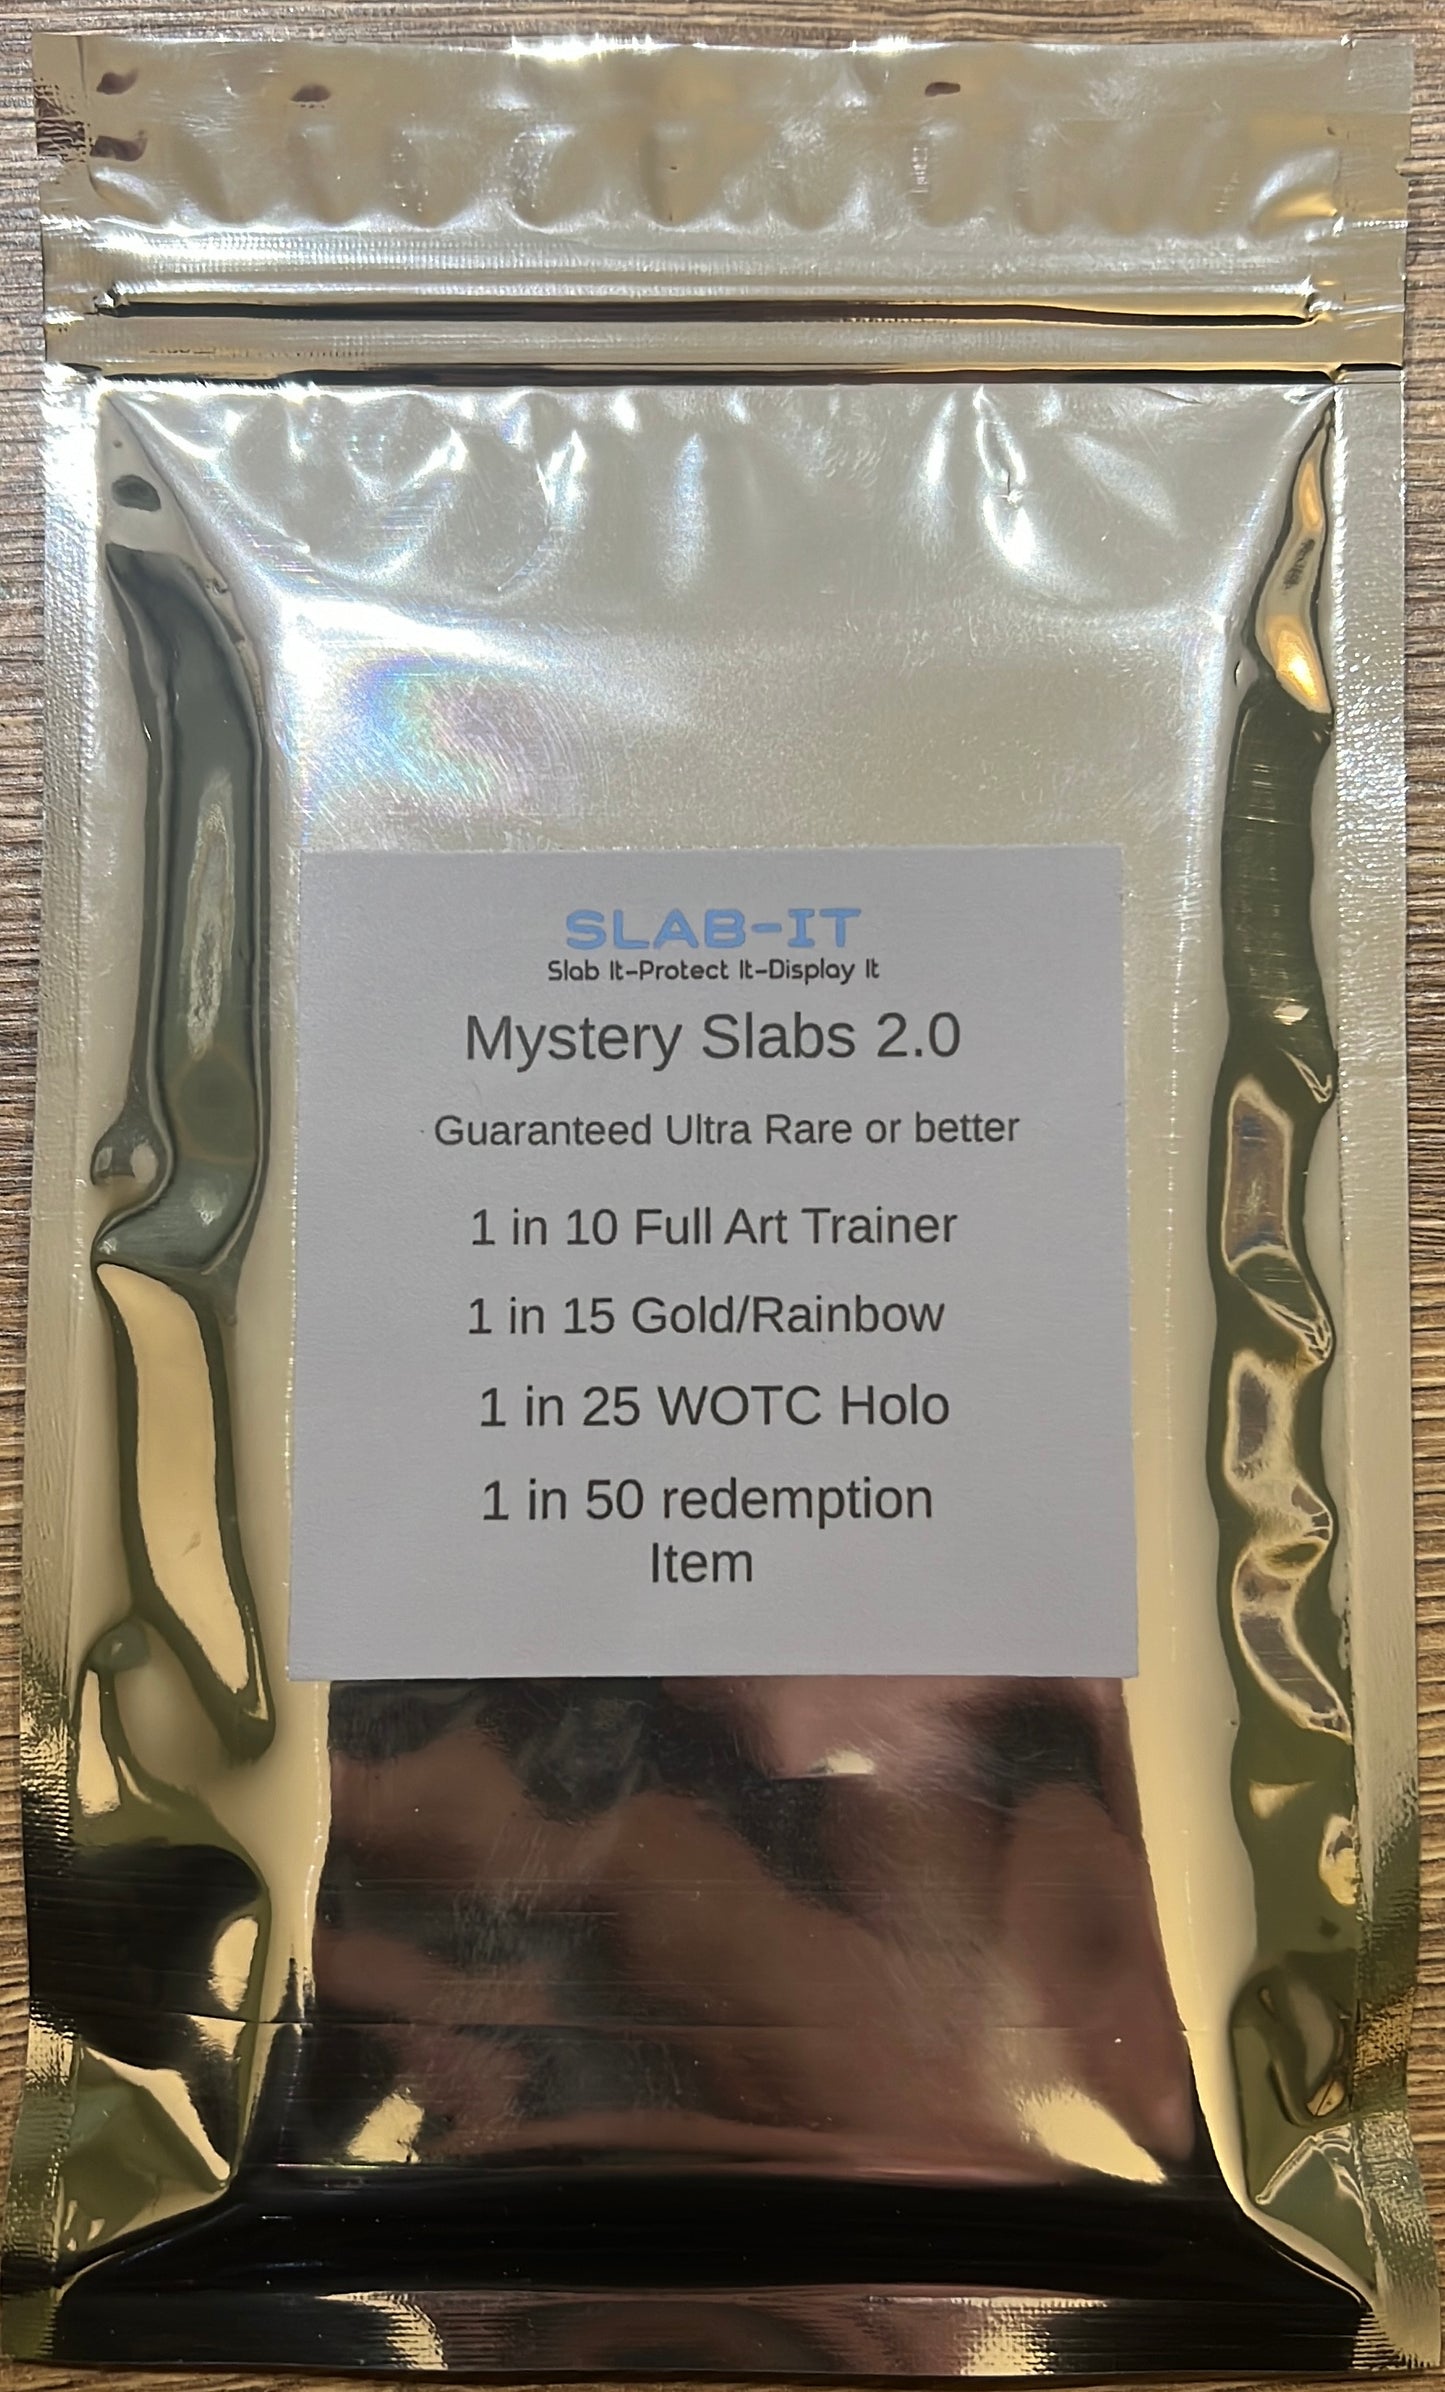 SLAB-IT
Slab It-Protect It-Display It
Mystery Slabs 2.0
Guaranteed Ultra Rare or better
1 in 10 Full Art Trainer
1 in 15 Gold/Rainbow
1 in 25 WOTC Holo
1 in 50 redemption
Item